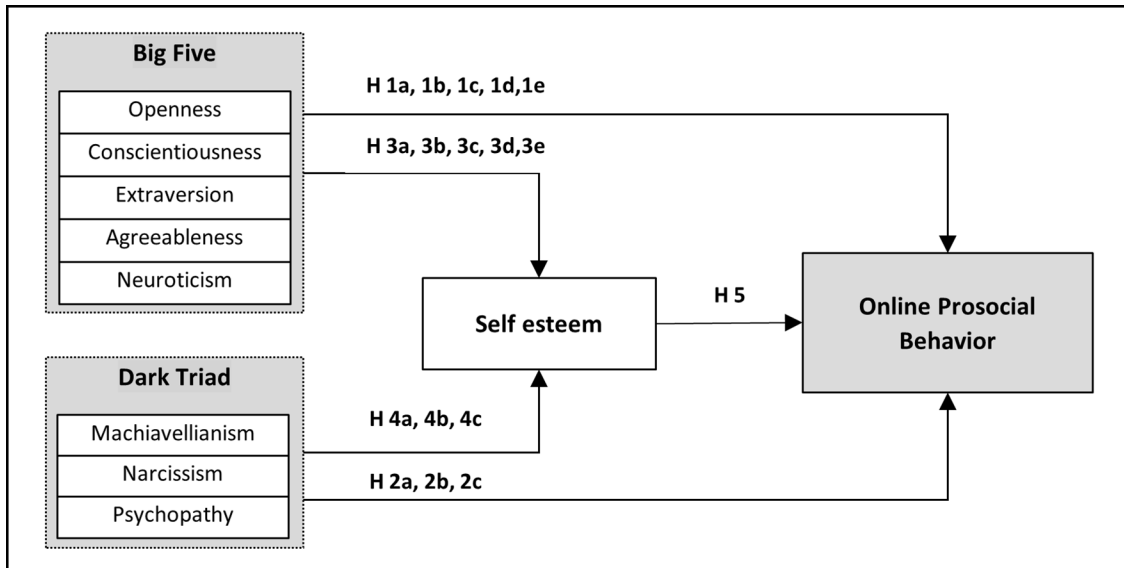 Big Five
Openness
Conscientiousness
Extraversion
Agreeableness
Neuroticism
H 1a, 1b, 1c, 1d,1e
H 3a, 3b, 3c, 3d,3e
Self esteem
H 5
Online Prosocial
Behavior
Dark Triad
Machiavellianism
Narcissism
Psychopathy
H 4a, 4b, 4c
H 2a, 2b, 2c